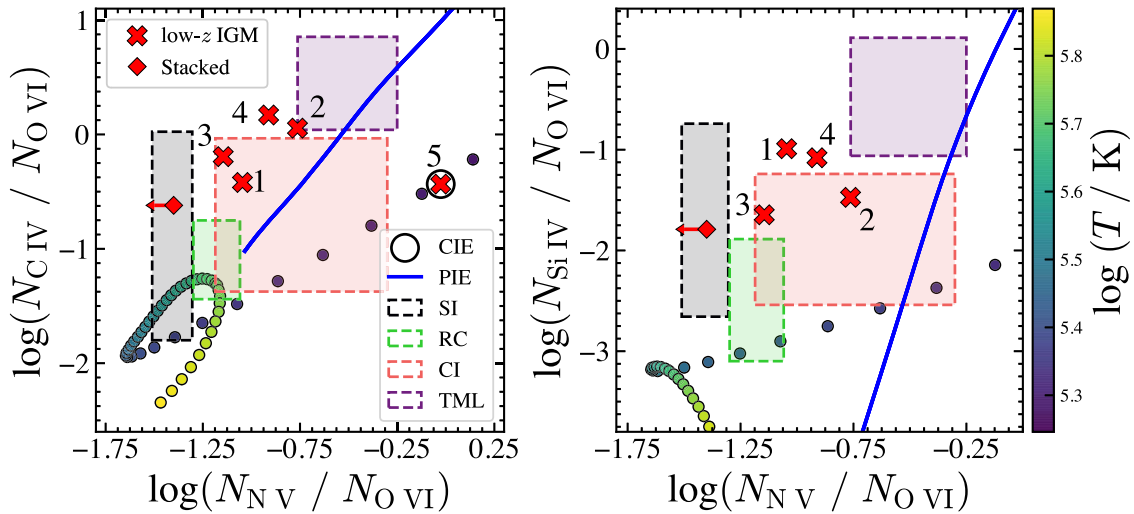 low-z IGM
Stacked
1
0
−1
−2
log(N_C IV / N_O VI)
4
2
3
1
5
CIE
PIE
SI
RC
CI
TML
−1.75
−1.25
−0.75
−0.25
0.25
log(N_N V / N_O VI)
0
−1
−2
−3
log(N_Si IV / N_O VI)
1
4
3
2
−1.75
−1.25
−0.75
−0.25
log(N_N V / N_O VI)
5.8
5.7
5.6
5.5
5.4
5.3
log (T / K)